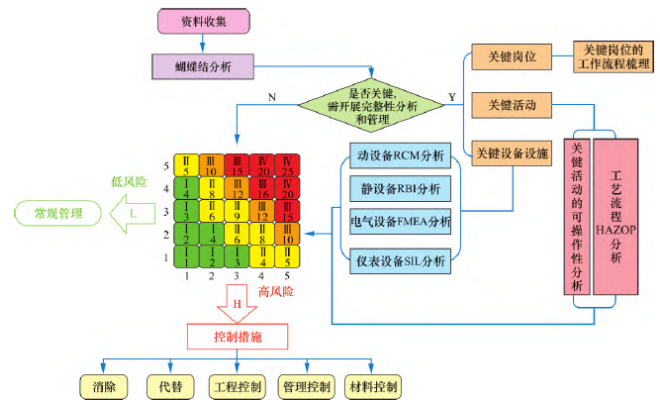 资料收集
蝴蝶结分析
是否关键,
需开展完整性分析
和管理
N
Y
关键岗位
关键岗位的
工作流程梳理
关键活动
关键设备设施
动设备RCM分析
静设备RBI分析
电气设备FMEA分析
仪表设备SIL分析
关键活动的可操作性分析
工艺流程
HAZOP
分析
Ⅱ Ⅲ Ⅲ Ⅳ Ⅳ
5 5 10 15 20 25
Ⅰ Ⅱ Ⅲ Ⅲ Ⅳ
4 4 8 12 16 20
Ⅰ Ⅱ Ⅱ Ⅲ Ⅲ
3 3 6 9 12 15
Ⅰ Ⅰ Ⅱ Ⅱ Ⅲ
2 2 4 6 8 10
Ⅰ Ⅰ Ⅰ Ⅱ Ⅱ
1 1 3 4 5
1 2 3 4 5
低风险
L
常规管理
高风险
H
控制措施
消除
代替
工程控制
管理控制
材料控制